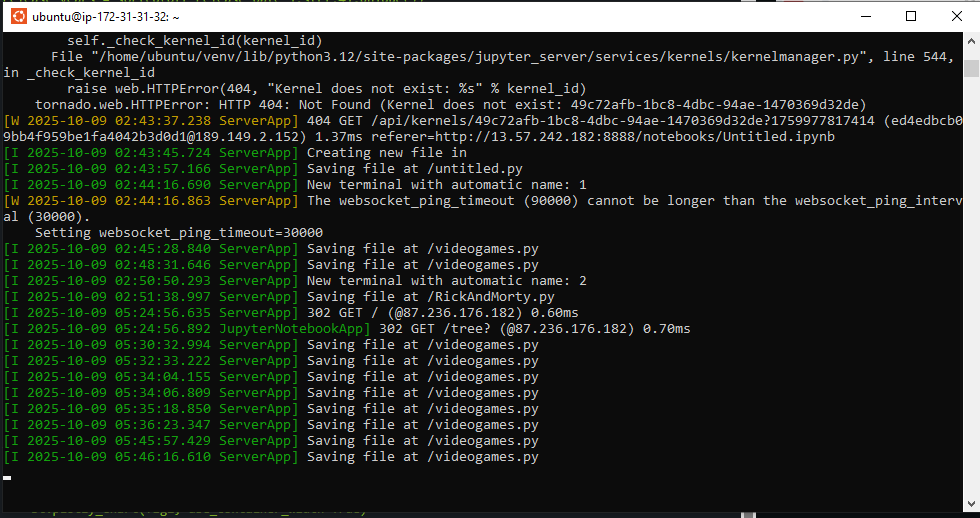 ubuntu@ip-172-31-31-32: ~
self._check_kernel_id(kernel_id)
File "/home/ubuntu/venv/lib/python3.12/site-packages/jupyter_server/services/kernels/kernelmanager.py", line 544,
in _check_kernel_id
raise web.HTTPError(404, "Kernel does not exist: %s" % kernel_id)
tornado.web.HTTPError: HTTP 404: Not Found (Kernel does not exist: 49c72afb-1bc8-4dbc-94ae-1470369d32de)
[W 2025-10-09 02:43:37.238 ServerApp] 404 GET /api/kernels/49c72afb-1bc8-4dbc-94ae-1470369d32de?1759977817414 (ed4edbcb0
9bb4f959be1fa4042b3d0d1@189.149.2.152) 1.37ms referer=http://13.57.242.182:8888/notebooks/Untitled.ipynb
[I 2025-10-09 02:43:45.724 ServerApp] Creating new file in
[I 2025-10-09 02:43:57.166 ServerApp] Saving file at /untitled.py
[I 2025-10-09 02:44:16.690 ServerApp] New terminal with automatic name: 1
[W 2025-10-09 02:44:16.863 ServerApp] The websocket_ping_timeout (90000) cannot be longer than the websocket_ping_interv
al (30000).
Setting websocket_ping_timeout=30000
[I 2025-10-09 02:45:28.840 ServerApp] Saving file at /videogames.py
[I 2025-10-09 02:48:31.646 ServerApp] Saving file at /videogames.py
[I 2025-10-09 02:50:50.293 ServerApp] New terminal with automatic name: 2
[I 2025-10-09 02:51:38.997 ServerApp] Saving file at /RickAndMorty.py
[I 2025-10-09 05:24:56.635 ServerApp] 302 GET / (@87.236.176.182) 0.60ms
[I 2025-10-09 05:24:56.892 JupyterNotebookApp] 302 GET /tree? (@87.236.176.182) 0.70ms
[I 2025-10-09 05:30:32.994 ServerApp] Saving file at /videogames.py
[I 2025-10-09 05:32:33.222 ServerApp] Saving file at /videogames.py
[I 2025-10-09 05:34:04.155 ServerApp] Saving file at /videogames.py
[I 2025-10-09 05:34:06.809 ServerApp] Saving file at /videogames.py
[I 2025-10-09 05:35:18.850 ServerApp] Saving file at /videogames.py
[I 2025-10-09 05:36:23.347 ServerApp] Saving file at /videogames.py
[I 2025-10-09 05:45:57.429 ServerApp] Saving file at /videogames.py
[I 2025-10-09 05:46:16.610 ServerApp] Saving file at /videogames.py